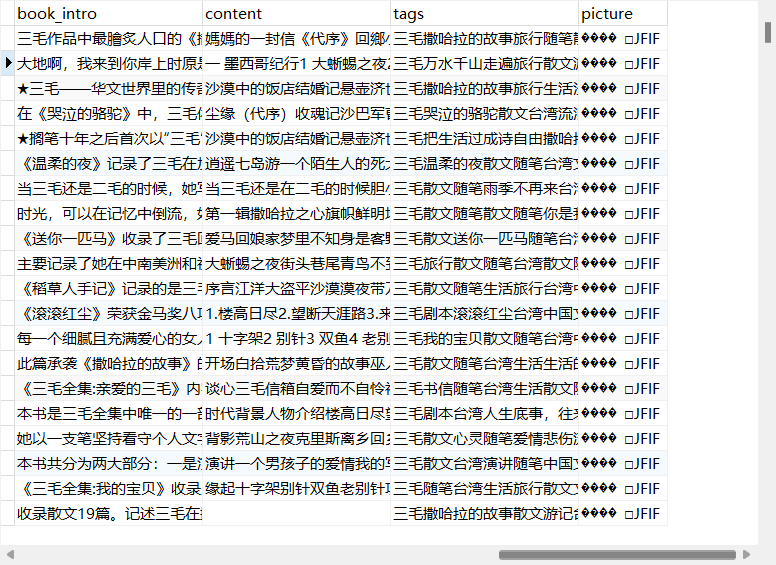 book_intro content tags picture
三毛作品中最膾炙人口的《 媽媽的一封信《代序》回鄉 三毛撒哈拉的故事旅行随笔 JFIF
大地啊，我来到你岸上时原 一 墨西哥纪行1 大蜥蜴之夜 三毛万水千山走遍旅行散文 JFIF
★三毛——华文世界里的传 沙漠中的饭店结婚记悬壶济 三毛撒哈拉的故事旅行生活 JFIF
在《哭泣的骆驼》中，三毛 尘缘（代序）收魂记沙巴军 三毛哭泣的骆驼散文台湾流 JFIF
★搁笔十年之后首次以“三毛 沙漠中的饭店结婚记悬壶济 三毛把生活过成诗自由撒哈 JFIF
《温柔的夜》记录了三毛在 逍遥七岛游一个陌生人的死 三毛温柔的夜散文随笔台湾 JFIF
当三毛还是二毛的时候，她 当三毛还是在二毛的时候胆 三毛散文随笔雨季不再来台 JFIF
时光，可以在记忆中倒流， 第一辑撒哈拉之心旗帜鲜明 三毛散文随笔散文随笔你是 JFIF
《送你一匹马》收录了三毛 爱马回娘家梦里不知身是客 三毛散文送你一匹马随笔台 JFIF
主要记录了她在中南美洲和 大蜥蜴之夜街头巷尾青鸟不 三毛旅行散文随笔台湾散文 JFIF
《稻草人手记》记录的是三 序言江洋大盗平沙漠漠夜带 三毛散文随笔台湾生活旅行 JFIF
《滚滚红尘》荣获金马奖八 1.楼高日尽2.望断天涯路3. 三毛剧本滚滚红尘台湾中国 JFIF
每一个细腻且充满爱心的女 1 十字架2 别针3 双鱼4 老别 三毛我的宝贝散文随笔台湾 JFIF
此篇承袭《撒哈拉的故事》 开场白拾荒梦黄昏的故事巫 三毛散文随笔台湾生活生活 JFIF
《三毛全集:亲爱的三毛》内 谈心三毛信箱自爱而不自怜 三毛书信随笔生活散文 JFIF
本书是三毛全集中唯一的一 时代背景人物介绍楼高日尽 三毛剧本台湾人生底事，往 JFIF
她以一支笔坚持看守个人文 背影荒山之夜克里斯离乡回 三毛散文心灵随笔爱情悲伤 JFIF
本书共分为两大部分：一是 演讲一个男孩子的爱情我的 三毛散文台湾演讲随笔中国 JFIF
《三毛全集:我的宝贝》收录 缘起十字架别针双鱼老别针 三毛随笔台湾生活旅行散文 JFIF
收录散文19篇。记述三毛在 三毛撒哈拉的故事散文游记 JFIF